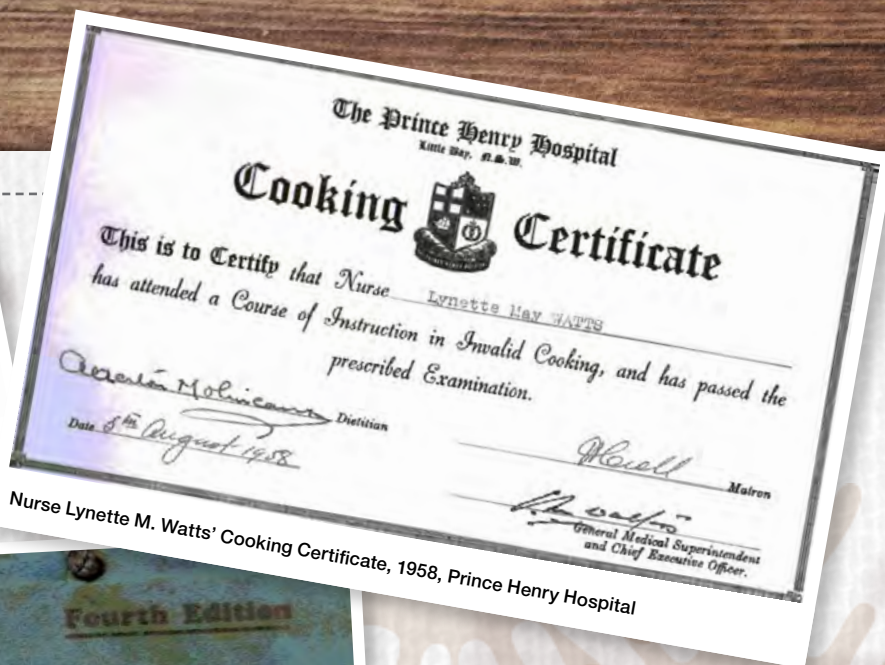 The Prince Henry Hospital
Little Bay, N.S.W.
Cooking Certificate
This is to Certify that Nurse Lynette May WATTS
has attended a Course of Instruction in Invalid Cooking, and has passed the
prescribed Examination.
Dietitian
Date 5th August 1958
Matron
General Medical Superintendent
and Chief Executive Officer.
Nurse Lynette M. Watts' Cooking Certificate, 1958, Prince Henry Hospital
Fourth Edition